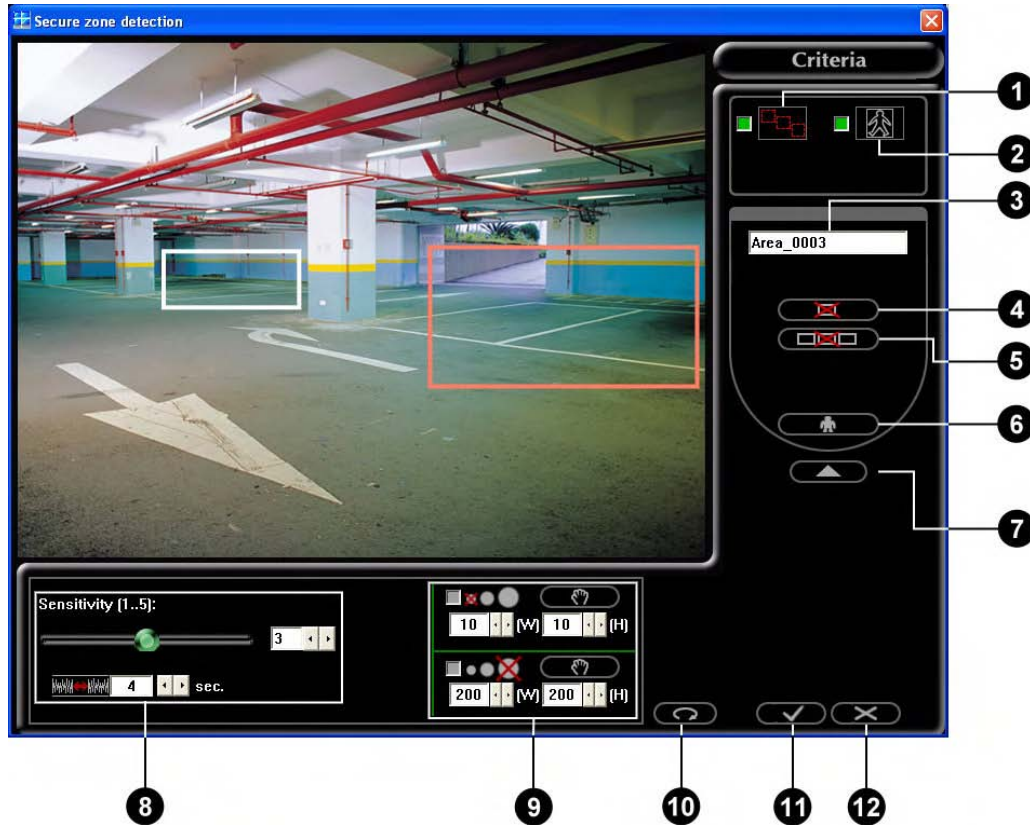 Secure zone detection
Criteria
1
2
3
Area_0003
4
5
6
7
Sensitivity (1..5):
3
4 sec.
10 (W) 10 (H)
200 (W) 200 (H)
8
9
10
11
12